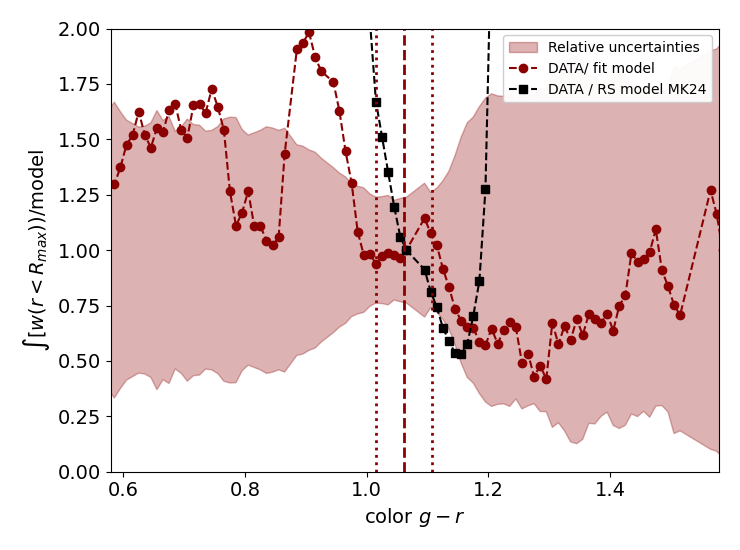 2.00
1.75
1.50
1.25
1.00
0.75
0.50
0.25
0.00
∫[w(r < R_max))/model
Relative uncertainties
DATA/ fit model
DATA / RS model MK24
0.6 0.8 1.0 1.2 1.4
color g − r